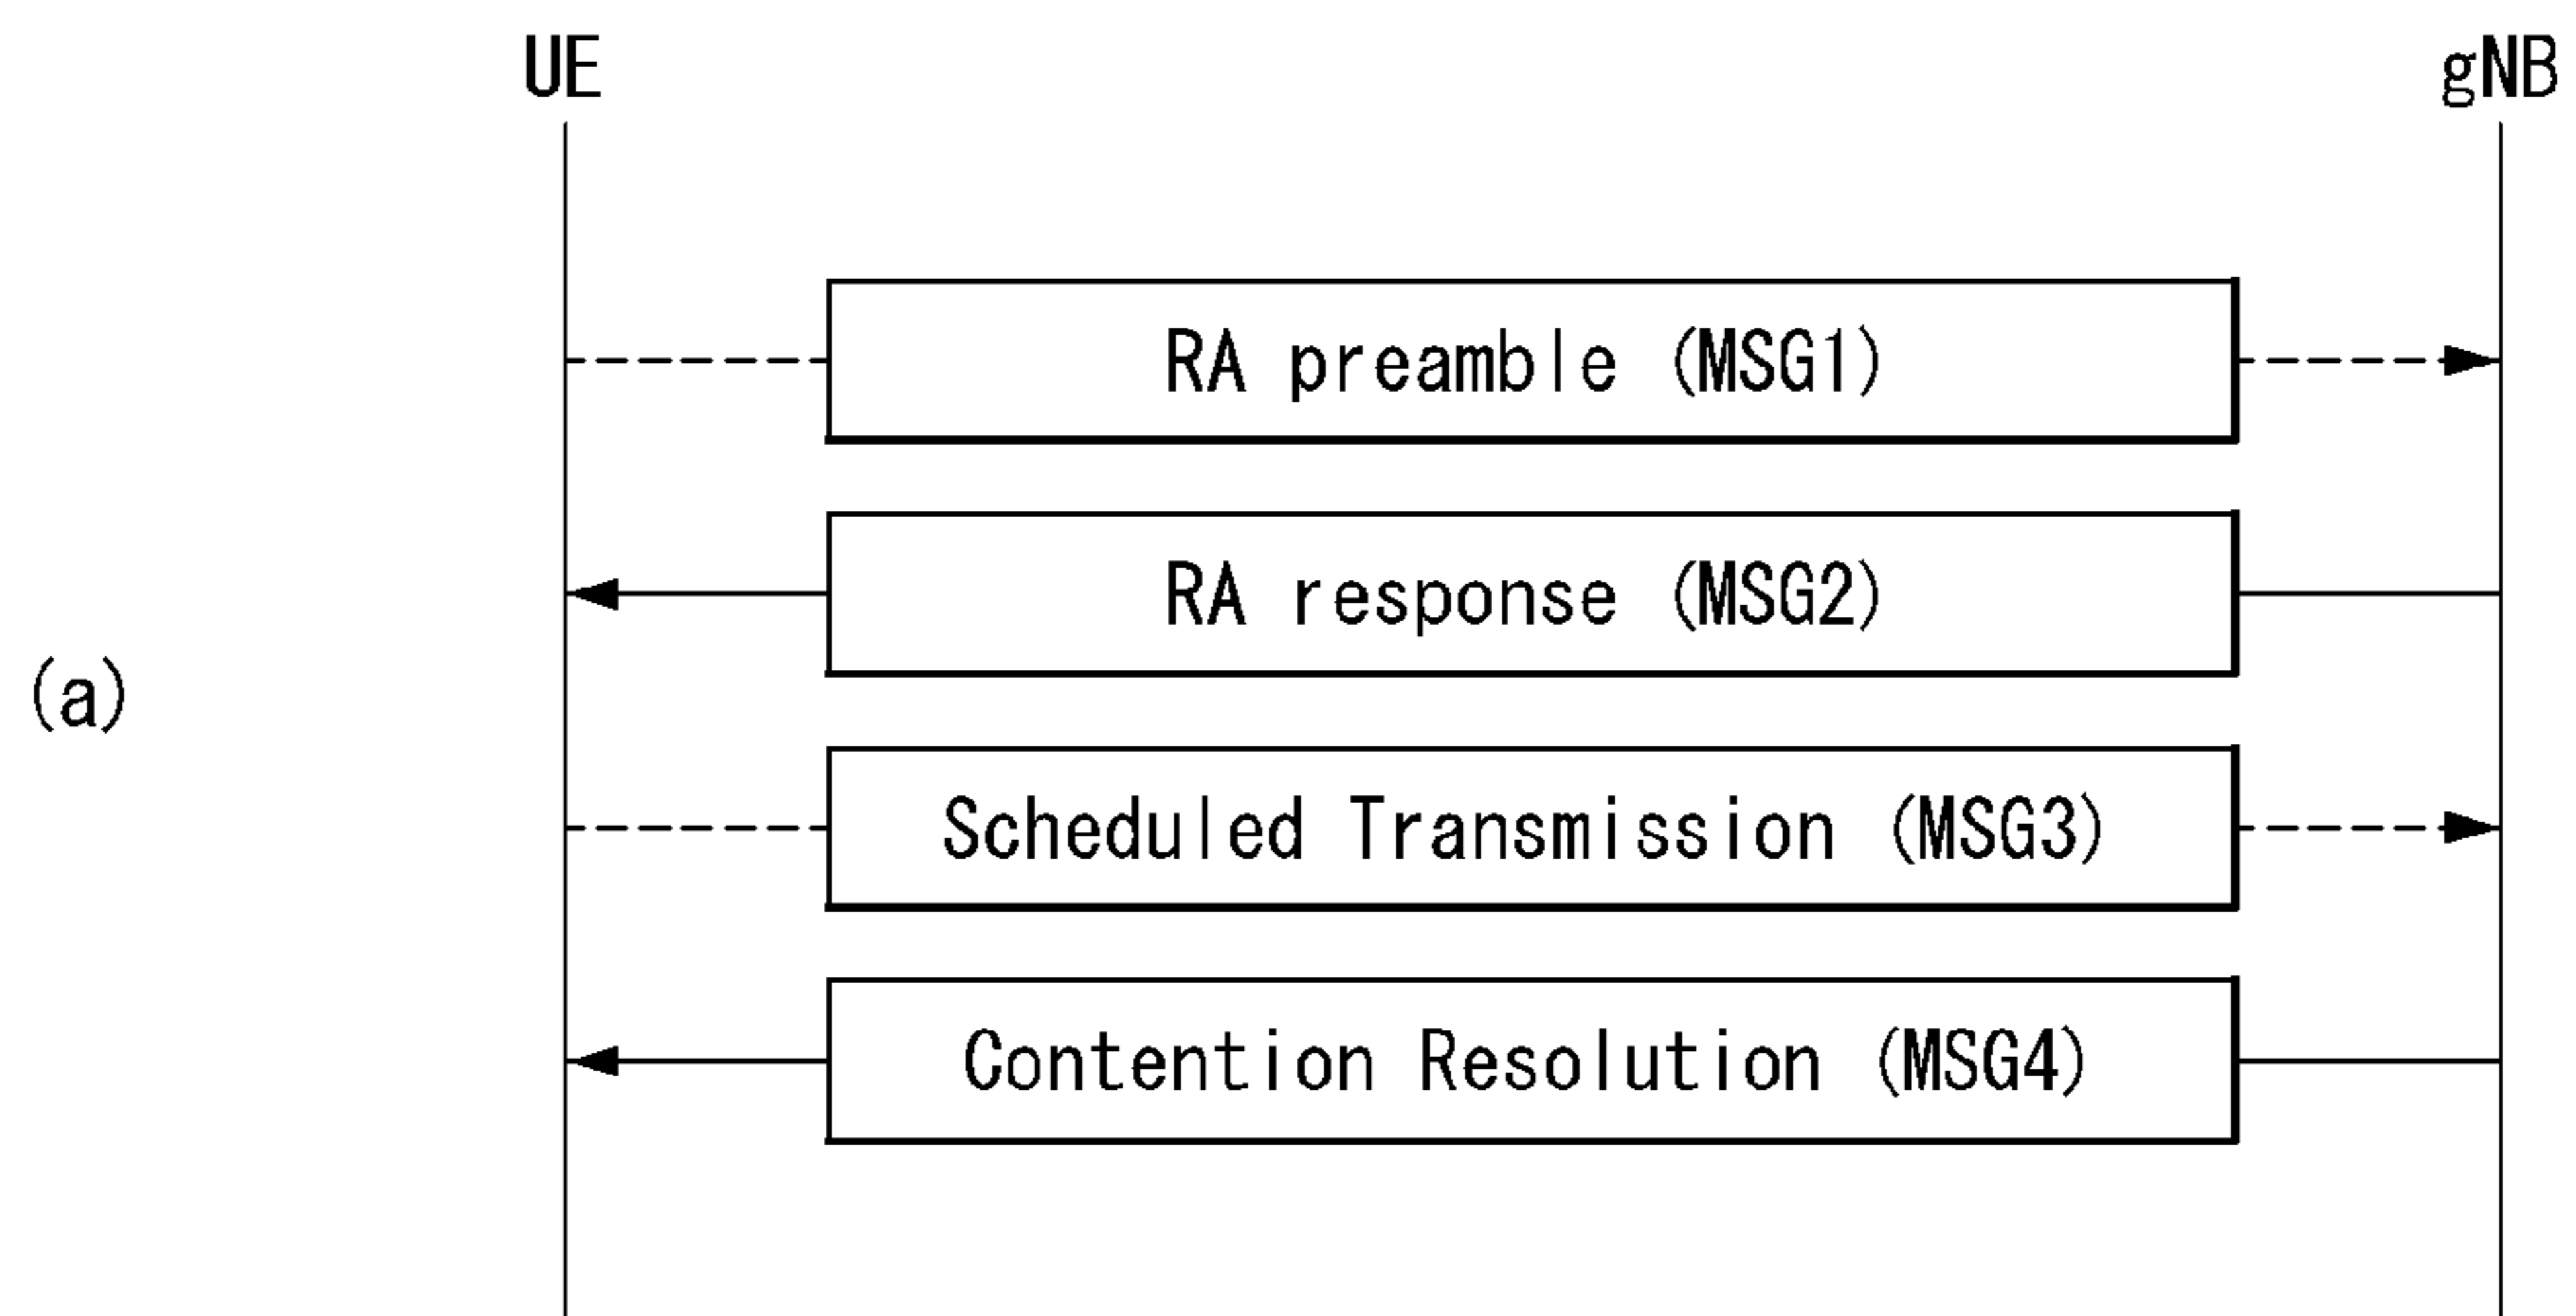 UE
gNB
RA preamble (MSG1)
RA response (MSG2)
(a)
Scheduled Transmission (MSG3)
Contention Resolution (MSG4)